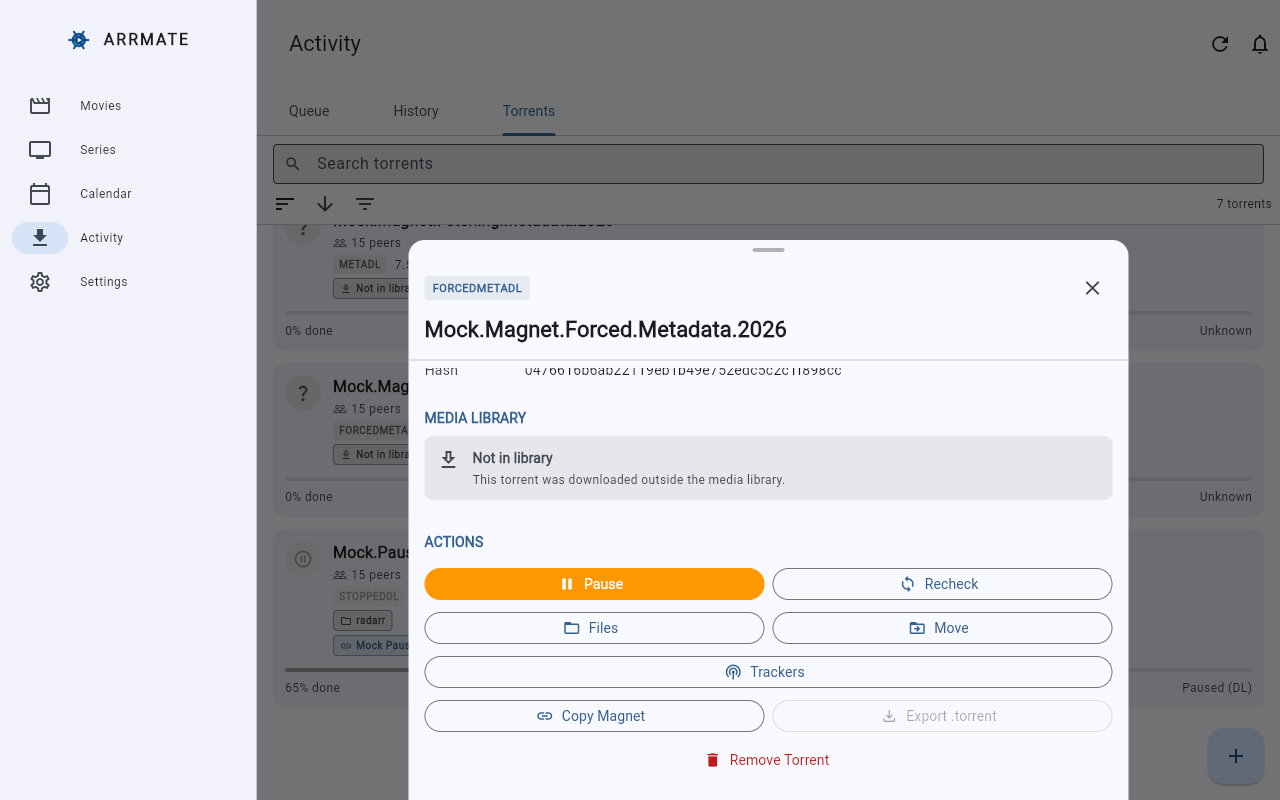 ARRMATE
Movies
Series
Calendar
Activity
Settings
Activity
Queue
History
Torrents
Search torrents
7 torrents
15 peers
METADL
Not in libra
0% done
Unknown
?
Mock.Mag
15 peers
FORCEDMETA
Not in libra
0% done
Unknown
Mock.Paus
15 peers
STOPPEDDL
radarr
Mock Paus
65% done
Paused (DL)
FORCEDMETADL
Mock.Magnet.Forced.Metadata.2026
Hash
MEDIA LIBRARY
Not in library
This torrent was downloaded outside the media library.
ACTIONS
Pause
Recheck
Files
Move
Trackers
Copy Magnet
Export .torrent
Remove Torrent